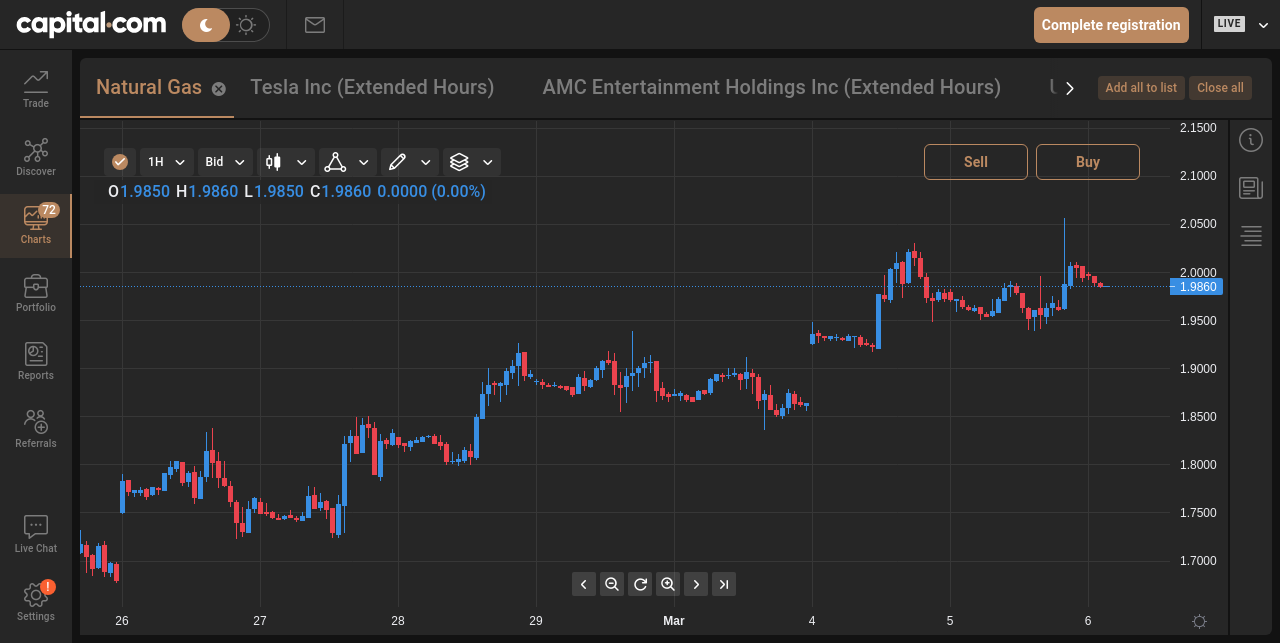 capital.com
Complete registration
LIVE
Natural Gas
Tesla Inc (Extended Hours)
AMC Entertainment Holdings Inc (Extended Hours)
Add all to list
Close all
Trade
Discover
72
Charts
Portfolio
Reports
Referrals
Live Chat
!
Settings
1H
Bid
Sell
Buy
O1.9850 H1.9860 L1.9850 C1.9860 0.0000 (0.00%)
2.1500
2.1000
2.0500
2.0000
1.9860
1.9500
1.9000
1.8500
1.8000
1.7500
1.7000
26
27
28
29
Mar
4
5
6